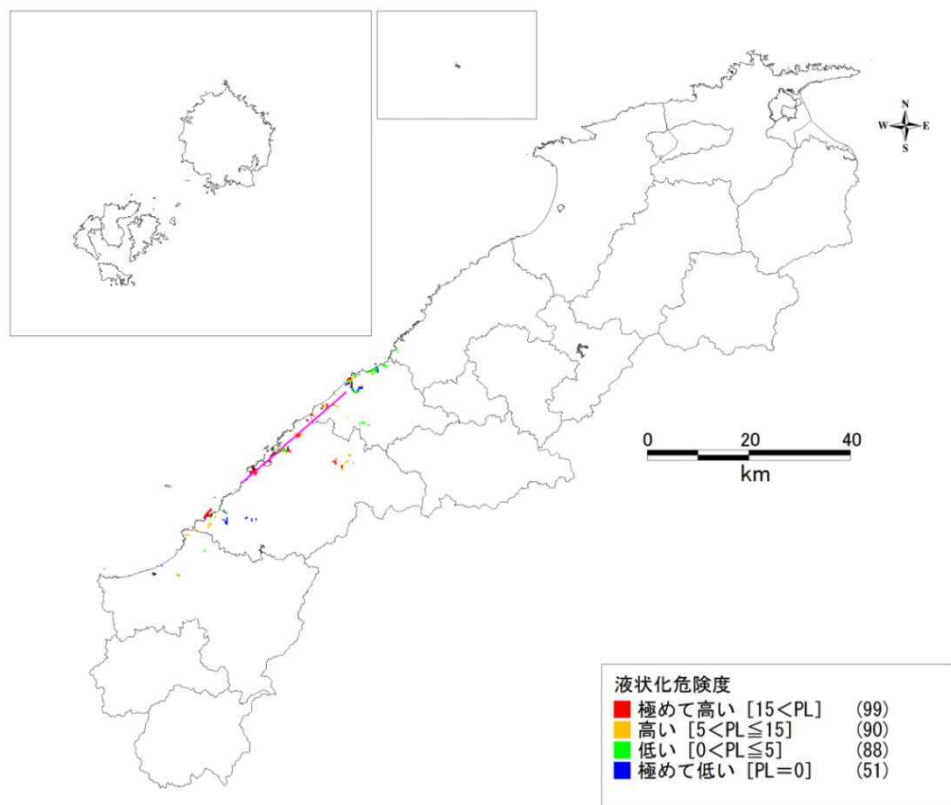 N
W E
S
0 20 40
km
液状化危険度
極めて高い [15<PL] (99)
高い [5<PL≦15] (90)
低い [0<PL≦5] (88)
極めて低い [PL=0] (51)